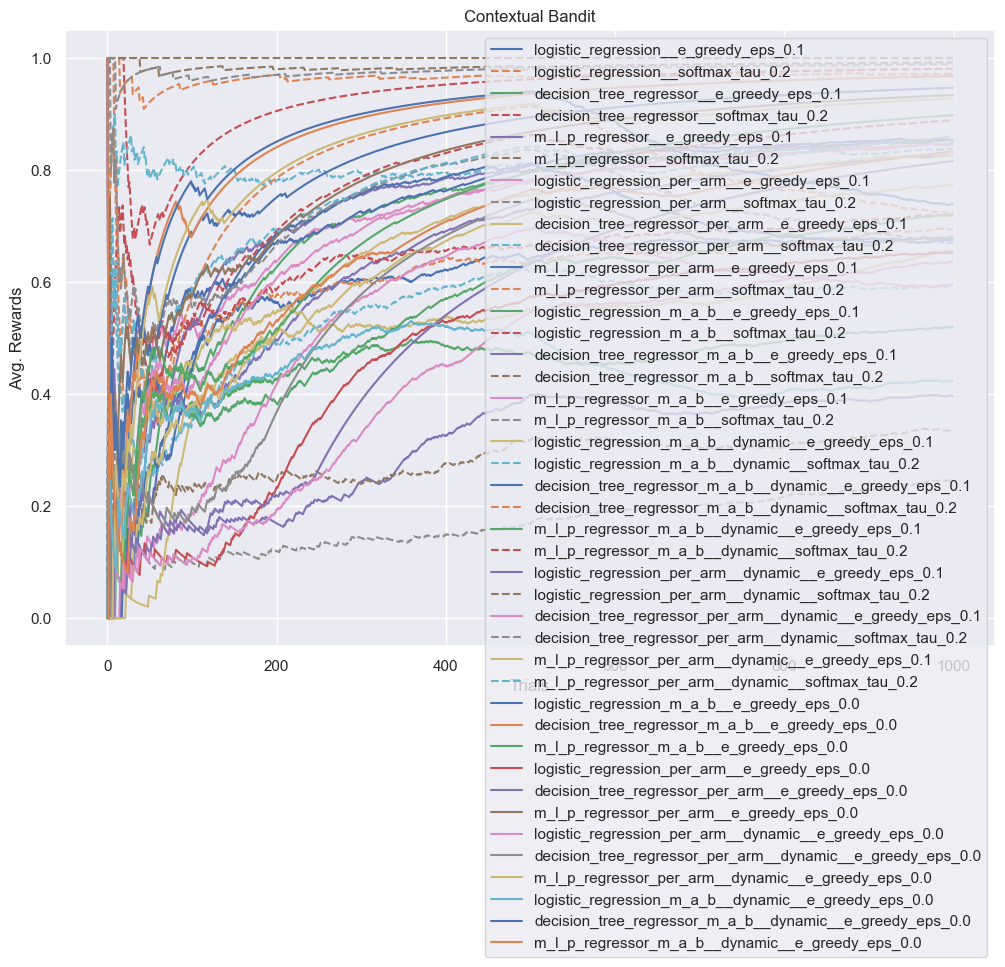 Contextual Bandit
1.0
0.8
0.6
0.4
0.2
0.0
Avg. Rewards
0
200
400
600
800
1000
Trials
logistic_regression__e_greedy_eps_0.1
logistic_regression__softmax_tau_0.2
decision_tree_regressor__e_greedy_eps_0.1
decision_tree_regressor__softmax_tau_0.2
m_l_p_regressor__e_greedy_eps_0.1
m_l_p_regressor__softmax_tau_0.2
logistic_regression_per_arm__e_greedy_eps_0.1
logistic_regression_per_arm__softmax_tau_0.2
decision_tree_regressor_per_arm__e_greedy_eps_0.1
decision_tree_regressor_per_arm__softmax_tau_0.2
m_l_p_regressor_per_arm__e_greedy_eps_0.1
m_l_p_regressor_per_arm__softmax_tau_0.2
logistic_regression_m_a_b__e_greedy_eps_0.1
logistic_regression_m_a_b__softmax_tau_0.2
decision_tree_regressor_m_a_b__e_greedy_eps_0.1
decision_tree_regressor_m_a_b__softmax_tau_0.2
m_l_p_regressor_m_a_b__e_greedy_eps_0.1
m_l_p_regressor_m_a_b__softmax_tau_0.2
logistic_regression_m_a_b__dynamic__e_greedy_eps_0.1
logistic_regression_m_a_b__dynamic__softmax_tau_0.2
decision_tree_regressor_m_a_b__dynamic__e_greedy_eps_0.1
decision_tree_regressor_m_a_b__dynamic__softmax_tau_0.2
m_l_p_regressor_m_a_b__dynamic__e_greedy_eps_0.1
m_l_p_regressor_m_a_b__dynamic__softmax_tau_0.2
logistic_regression_per_arm__dynamic__e_greedy_eps_0.1
logistic_regression_per_arm__dynamic__softmax_tau_0.2
decision_tree_regressor_per_arm__dynamic__e_greedy_eps_0.1
decision_tree_regressor_per_arm__dynamic__softmax_tau_0.2
m_l_p_regressor_per_arm__dynamic__e_greedy_eps_0.1
m_l_p_regressor_per_arm__dynamic__softmax_tau_0.2
logistic_regression_m_a_b__e_greedy_eps_0.0
decision_tree_regressor_m_a_b__e_greedy_eps_0.0
m_l_p_regressor_m_a_b__e_greedy_eps_0.0
logistic_regression_per_arm__e_greedy_eps_0.0
decision_tree_regressor_per_arm__e_greedy_eps_0.0
m_l_p_regressor_per_arm__e_greedy_eps_0.0
logistic_regression_per_arm__dynamic__e_greedy_eps_0.0
decision_tree_regressor_per_arm__dynamic__e_greedy_eps_0.0
m_l_p_regressor_per_arm__dynamic__e_greedy_eps_0.0
logistic_regression_m_a_b__dynamic__e_greedy_eps_0.0
decision_tree_regressor_m_a_b__dynamic__e_greedy_eps_0.0
m_l_p_regressor_m_a_b__dynamic__e_greedy_eps_0.0